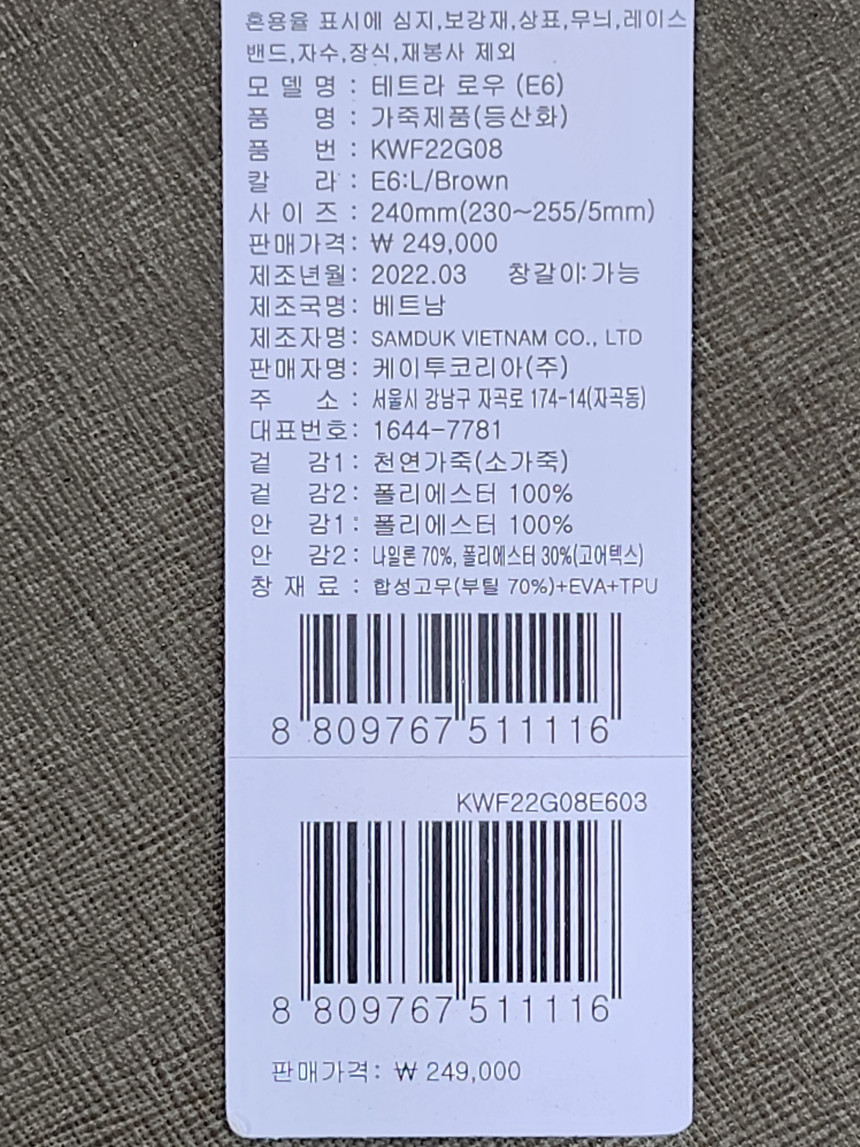 혼용율 표시에 심지,보강재,상표,무늬,레이스
밴드,자수,장식,재봉사 제외
모 델 명 : 테트라 로우 (E6)
품 명 : 가죽제품(등산화)
품 번 : KWF22G08
칼 라 : E6:L/Brown
사 이 즈 : 240mm(230~255/5mm)
판매가격: ₩ 249,000
제조년월: 2022.03 창갈이:가능
제조국명: 베트남
제조자명: SAMDUK VIETNAM CO., LTD
판매자명: 케이투코리아(주)
주 소 : 서울시 강남구 자곡로 174-14(자곡동)
대표번호: 1644-7781
겉 감1: 천연가죽(소가죽)
겉 감2: 폴리에스터 100%
안 감1: 폴리에스터 100%
안 감2: 나일론 70%, 폴리에스터 30%(고어텍스)
창 재 료 : 합성고무(부틸 70%)+EVA+TPU
8 809767 511116
KWF22G08E603
8 809767 511116
판매가격: ₩ 249,000